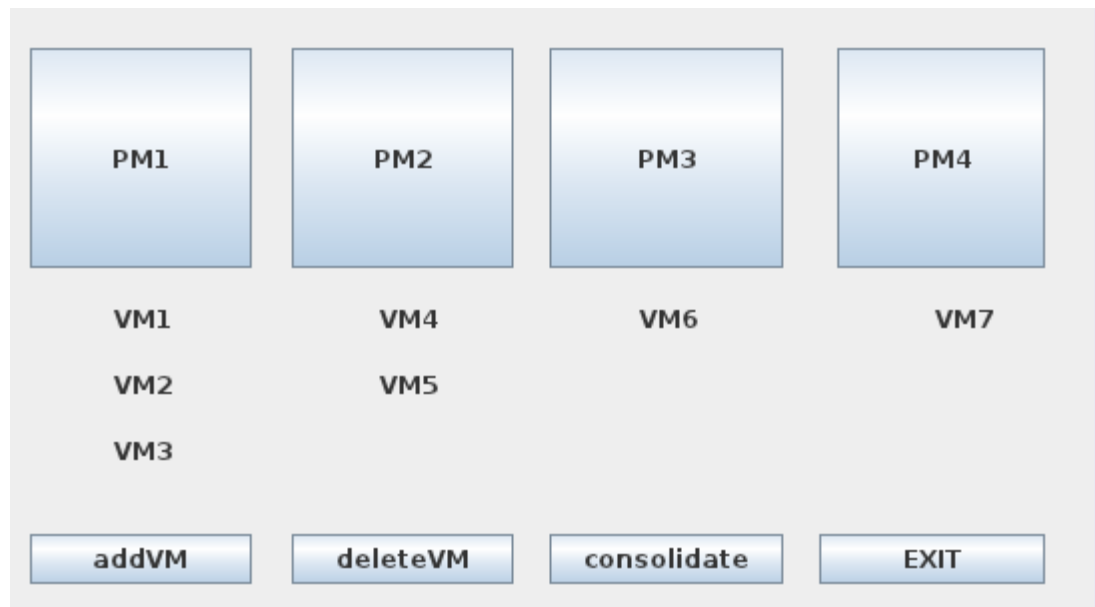 PM1 PM2 PM3 PM4
VM1 VM4 VM6 VM7
VM2 VM5
VM3
addVM deleteVM consolidate EXIT